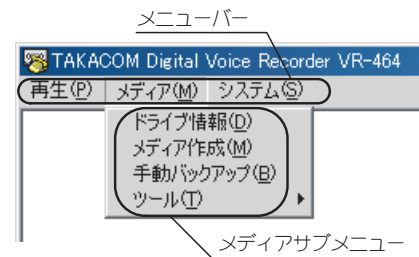 メニューバー
TAKACOM Digital Voice Recorder VR-464
再生(P) メディア(M) システム(S)
ドライブ情報(D)
メディア作成(M)
手動バックアップ(B)
ツール(T)
メディアサブメニュー